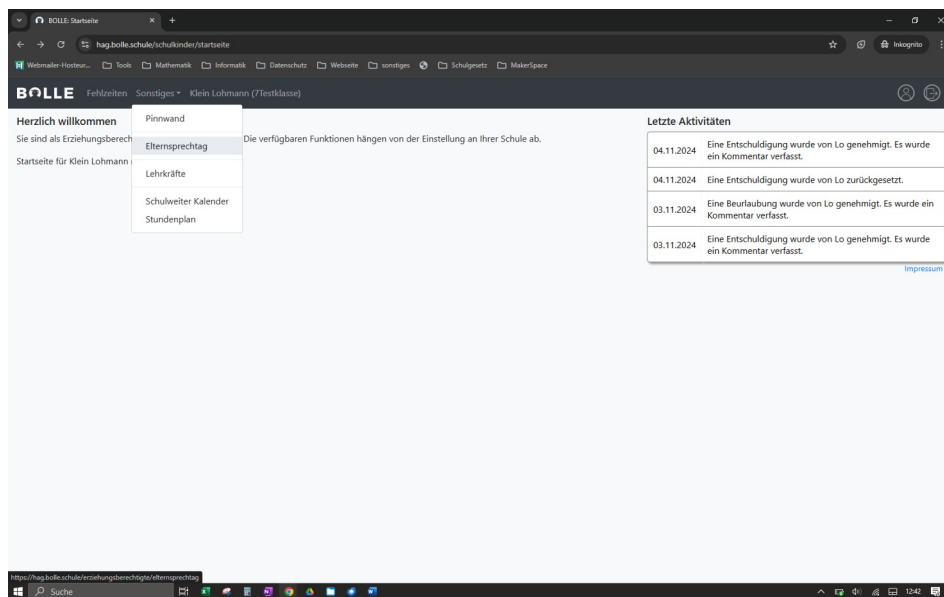 BOLLE: Startseite
hag.bolle.schule/schulkinder/startseite
Inkognito
Webmailer-Hosteur... Tools Mathematik Informatik Datenschutz Webseite sonstiges Schulgesetz MakerSpace
BOLLE Fehlzeiten Sonstiges Klein Lohmann (7Testklasse)
Herzlich willkommen
Sie sind als Erziehungsberech
Die verfügbaren Funktionen hängen von der Einstellung an Ihrer Schule ab.
Startseite für Klein Lohmann
Pinnwand
Elternsprechtag
Lehrkräfte
Schulweiter Kalender
Stundenplan
Letzte Aktivitäten
04.11.2024 Eine Entschuldigung wurde von Lo genehmigt. Es wurde
ein Kommentar verfasst.
04.11.2024 Eine Entschuldigung wurde von Lo zurückgesetzt.
03.11.2024 Eine Beurlaubung wurde von Lo genehmigt. Es wurde ein
Kommentar verfasst.
03.11.2024 Eine Entschuldigung wurde von Lo genehmigt. Es wurde
ein Kommentar verfasst.
Impressum
https://hag.bolle.schule/erziehungsberechtigte/elternsprechtag
Suche
12:42